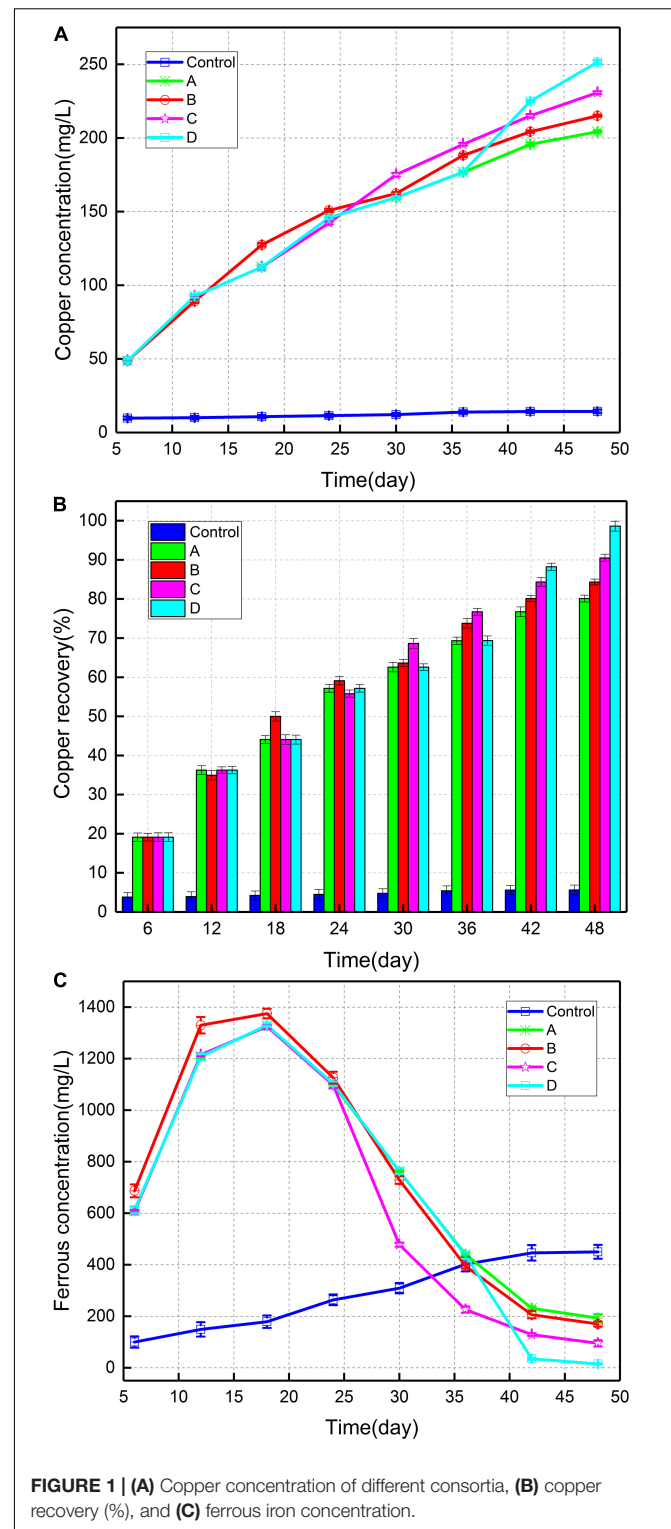 A
Copper concentration(mg/L)
250
200
150
100
50
0
Control
A
B
C
D
5 10 15 20 25 30 35 40 45 50
Time(day)
B
Copper recovery(%)
100
90
80
70
60
50
40
30
20
10
0
Control
A
B
C
D
6 12 18 24 30 36 42 48
Time(day)
C
Ferrous concentration(mg/L)
1400
1200
1000
800
600
400
200
0
Control
A
B
C
D
5 10 15 20 25 30 35 40 45 50
Time(day)
FIGURE 1 | (A) Copper concentration of different consortia, (B) copper
recovery (%), and (C) ferrous iron concentration.